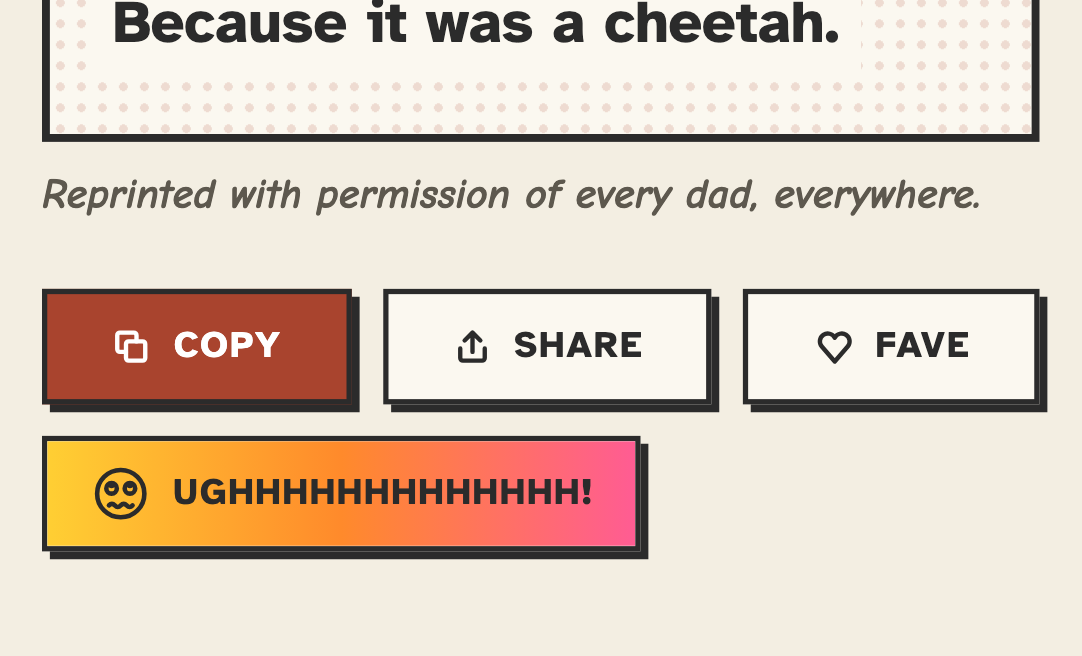 Because it was a cheetah.
Reprinted with permission of every dad, everywhere.
COPY
SHARE
FAVE
UGHHHHHHHHHHHHH!